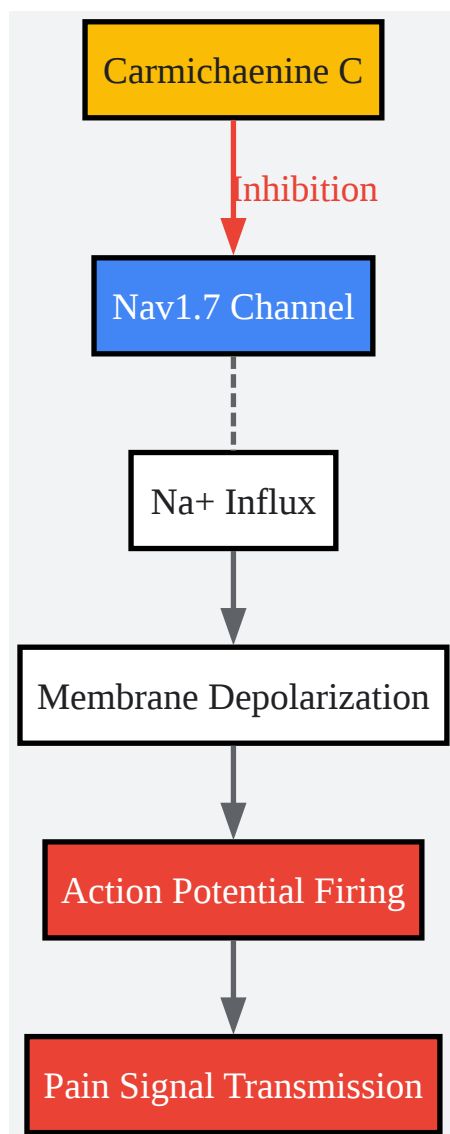 Carmichaenine C
Inhibition
Nav1.7 Channel
Na+ Influx
Membrane Depolarization
Action Potential Firing
Pain Signal Transmission